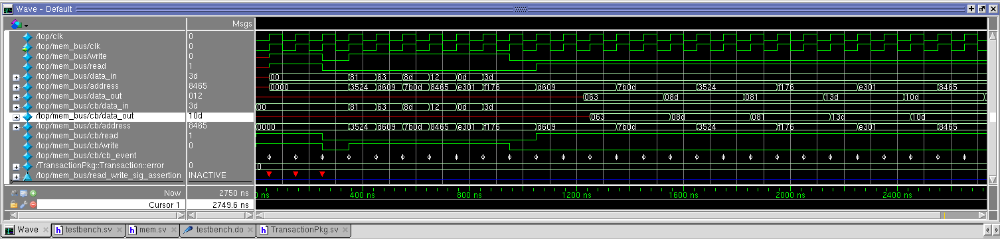 Wave - Default
Msgs
/top/clk 0
/top/mem_bus/clk 0
/top/mem_bus/write 0
/top/mem_bus/read 1
/top/mem_bus/data_in 3d 00 81 63 8d 12 0d 3d
/top/mem_bus/address 8465 0000 3524 d609 7b0d 8465 e301 f176 d609 7b0d 3524 f176 e301 8465
/top/mem_bus/data_out 012 063 08d 081 13d 10d
/top/mem_bus/cb/data_in 3d 00 81 63 8d 12 0d 3d
/top/mem_bus/cb/data_out 10d 063 08d 081 13d 10d
/top/mem_bus/cb/address 8465 0000 3524 d609 7b0d 8465 e301 f176 d609 7b0d 3524 f176 e301 8465
/top/mem_bus/cb/read 1
/top/mem_bus/cb/write 0
/top/mem_bus/cb/cb_event
/TransactionPkg::Transaction::error 0 0
/top/mem_bus/read_write_sig_assertion INACTIVE
Now 2750 ns 0 ns 400 ns 800 ns 1200 ns 1600 ns 2000 ns 2400 ns
Cursor 1 2749.6 ns
Wave testbench.sv mem.sv testbench.do TransactionPkg.sv